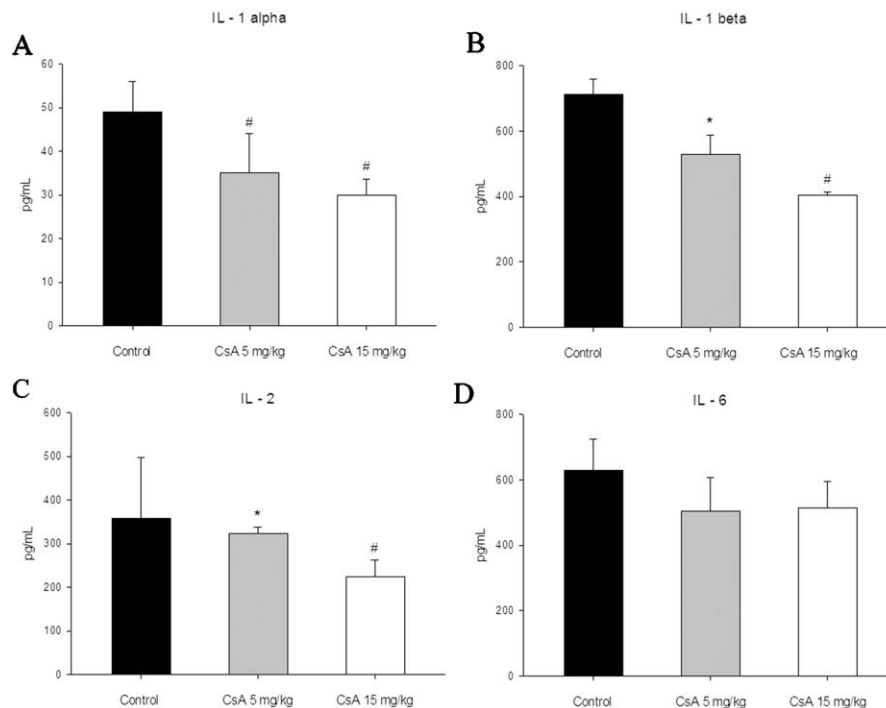 IL - 1 alpha
A
60
50
40
30
20
10
0
pg/mL
#
#
Control
CsA 5 mg/kg
CsA 15 mg/kg
IL - 1 beta
B
800
600
400
200
0
pg/mL
*
#
Control
CsA 5 mg/kg
CsA 15 mg/kg
C
IL - 2
600
500
400
300
200
100
0
pg/mL
*
#
Control
CsA 5 mg/kg
CsA 15 mg/kg
D
IL - 6
800
600
400
200
0
pg/mL
Control
CsA 5 mg/kg
CsA 15 mg/kg